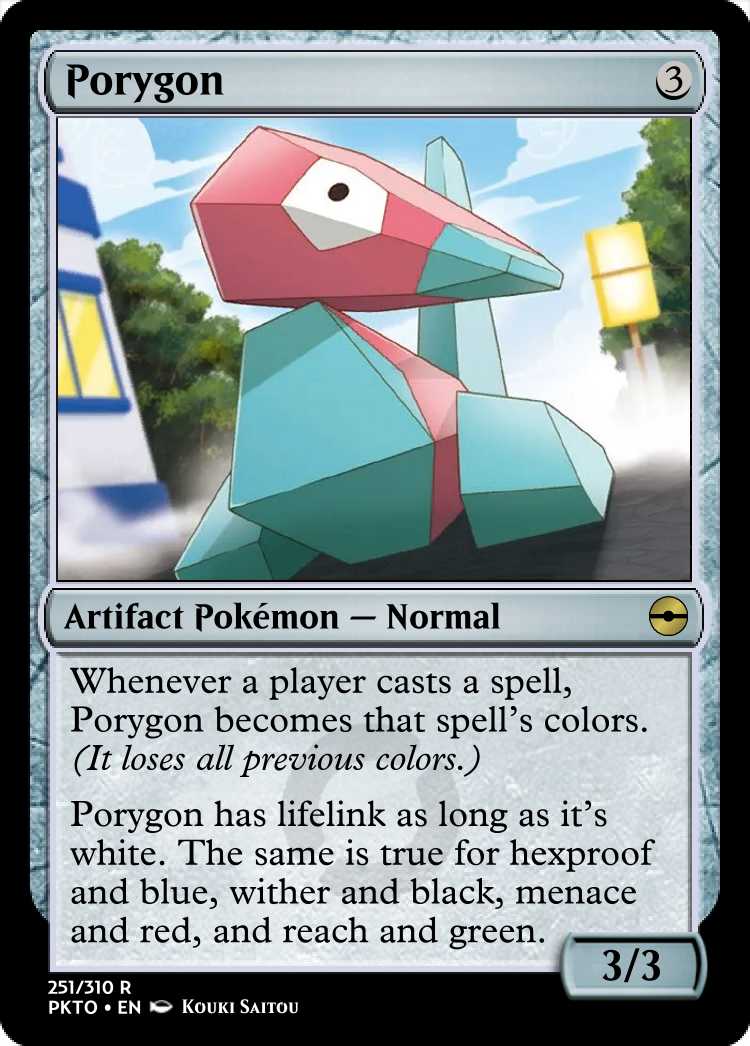 Porygon
3
Artifact Pokémon — Normal
Whenever a player casts a spell,
Porygon becomes that spell's colors.
(It loses all previous colors.)
Porygon has lifelink as long as it's
white. The same is true for hexproof
and blue, wither and black, menace
and red, and reach and green.
3/3
251/310 R
PKTO • EN Kouki Saitou